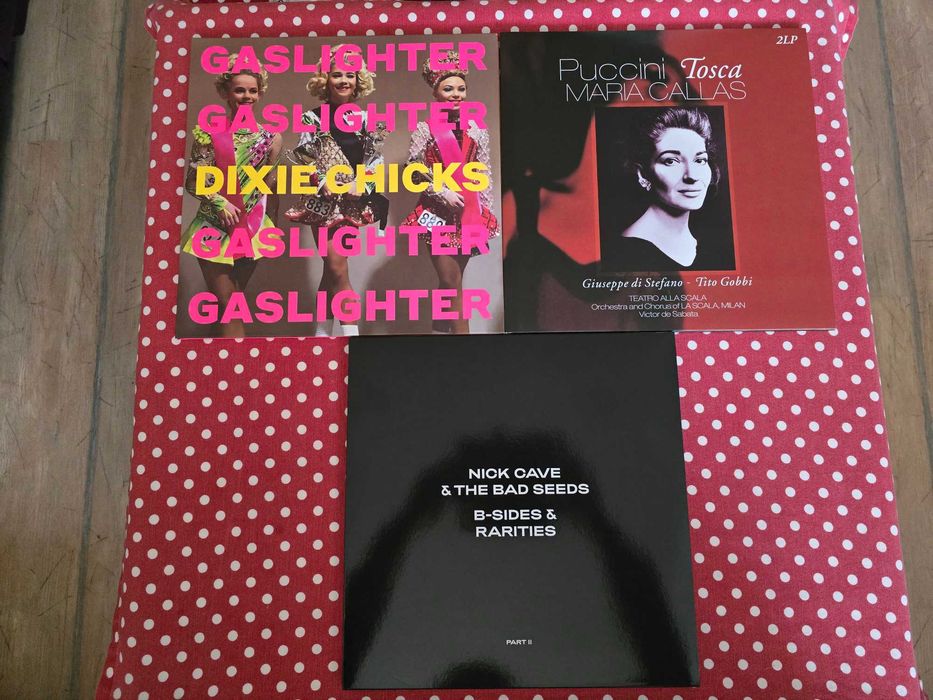 GASLIGHTER
GASLIGHTER
DIXIE CHICKS
GASLIGHTER
GASLIGHTER
2LP
Puccini Tosca
MARIA CALLAS
Giuseppe di Stefano - Tito Gobbi
TEATRO ALLA SCALA
Orchestra and Chorus of LA SCALA, MILAN
Victor de Sabata
NICK CAVE
& THE BAD SEEDS
B-SIDES &
RARITIES
PART II